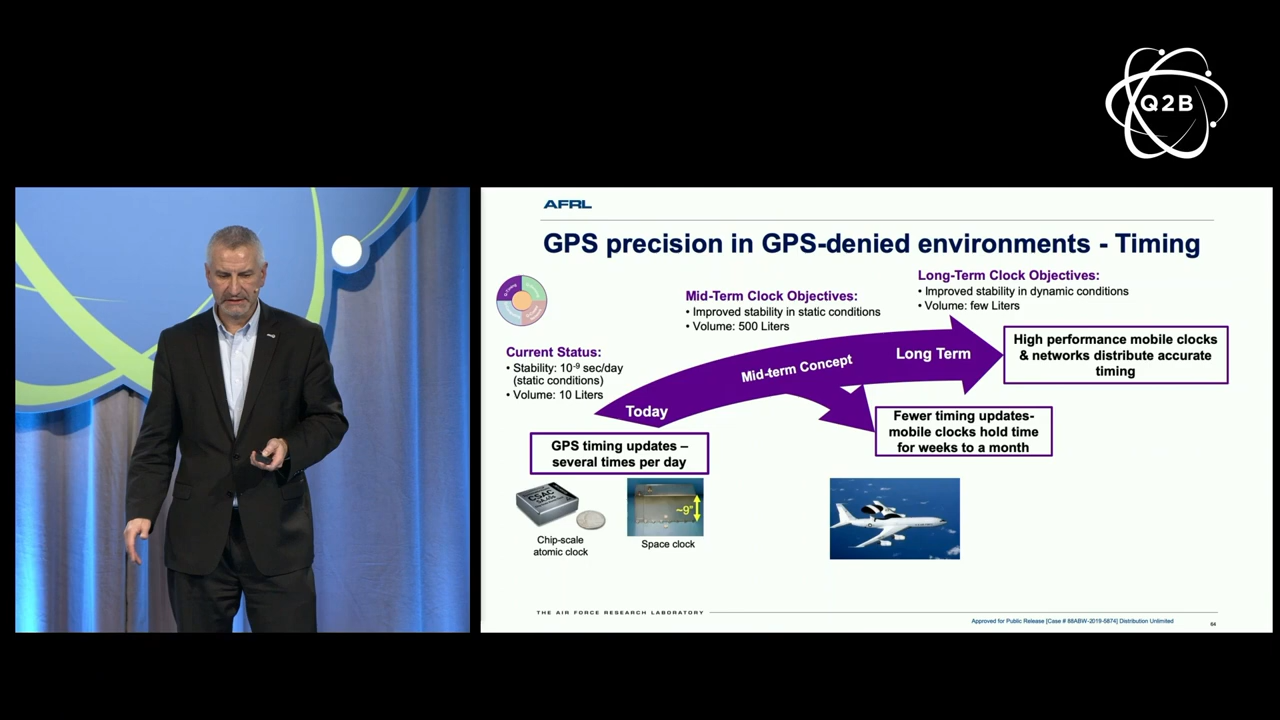 Q2B
AFRL
GPS precision in GPS-denied environments - Timing
Long-Term Clock Objectives:
• Improved stability in dynamic conditions
• Volume: few Liters
Mid-Term Clock Objectives:
• Improved stability in static conditions
• Volume: 500 Liters
Current Status:
• Stability: 10⁻⁹ sec/day
(static conditions)
• Volume: 10 Liters
Today
Mid-term Concept
Long Term
High performance mobile clocks
& networks distribute accurate
timing
Fewer timing updates-
mobile clocks hold time
for weeks to a month
GPS timing updates –
several times per day
CSAC
~9"
Chip-scale
atomic clock
Space clock
THE AIR FORCE RESEARCH LABORATORY
Approved for Public Release [Case # 88ABW-2019-5874] Distribution Unlimited
64